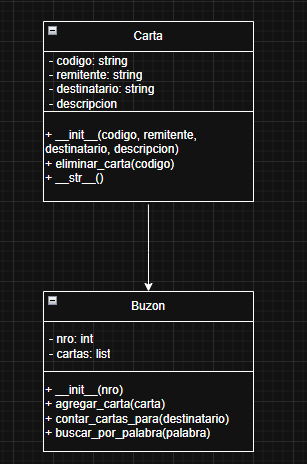 Carta
- codigo: string
- remitente: string
- destinatario: string
- descripcion
+ __init__(codigo, remitente,
destinatario, descripcion)
+ eliminar_carta(codigo)
+ __str__()
Buzon
- nro: int
- cartas: list
+ __init__(nro)
+ agregar_carta(carta)
+ contar_cartas_para(destinatario)
+ buscar_por_palabra(palabra)